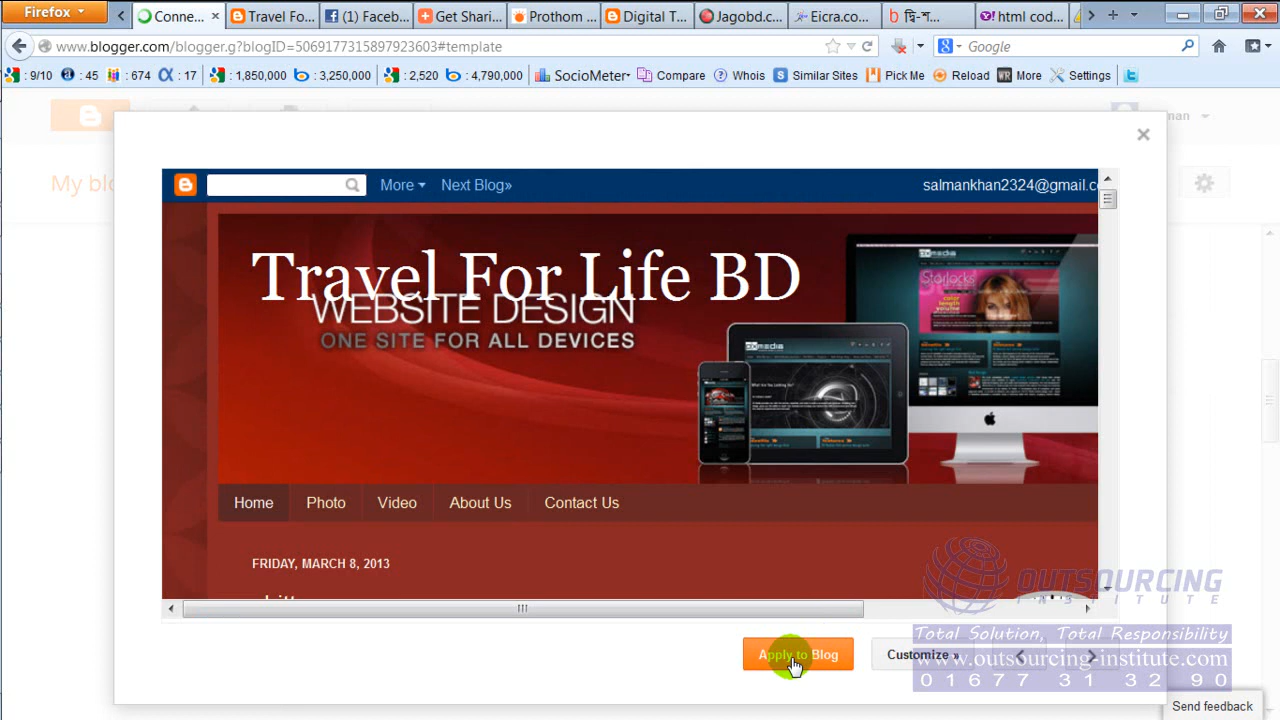 Firefox
Conne... × Travel Fo... (1) Faceb... Get Shari... Prothom ... Digital T... Jagobd.c... Eicra.co... দ্বি-শ... html cod...
www.blogger.com/blogger.g?blogID=5069177315897923603#template
Google
: 9/10 : 45 : 674 : 17 : 1,850,000 : 3,250,000 : 2,520 : 4,790,000 SocioMeter Compare Whois Similar Sites Pick Me Reload More Settings
My blo
man
More Next Blog» salmankhan2324@gmail.c
Travel For Life BD
WEBSITE DESIGN
ONE SITE FOR ALL DEVICES
Home Photo Video About Us Contact Us
FRIDAY, MARCH 8, 2013
OUTSOURCING
INSTITUTE
Apply to Blog Customize »
Total Solution, Total Responsibility
www.outsourcing-institute.com
01677 31 32 90
Send feedback